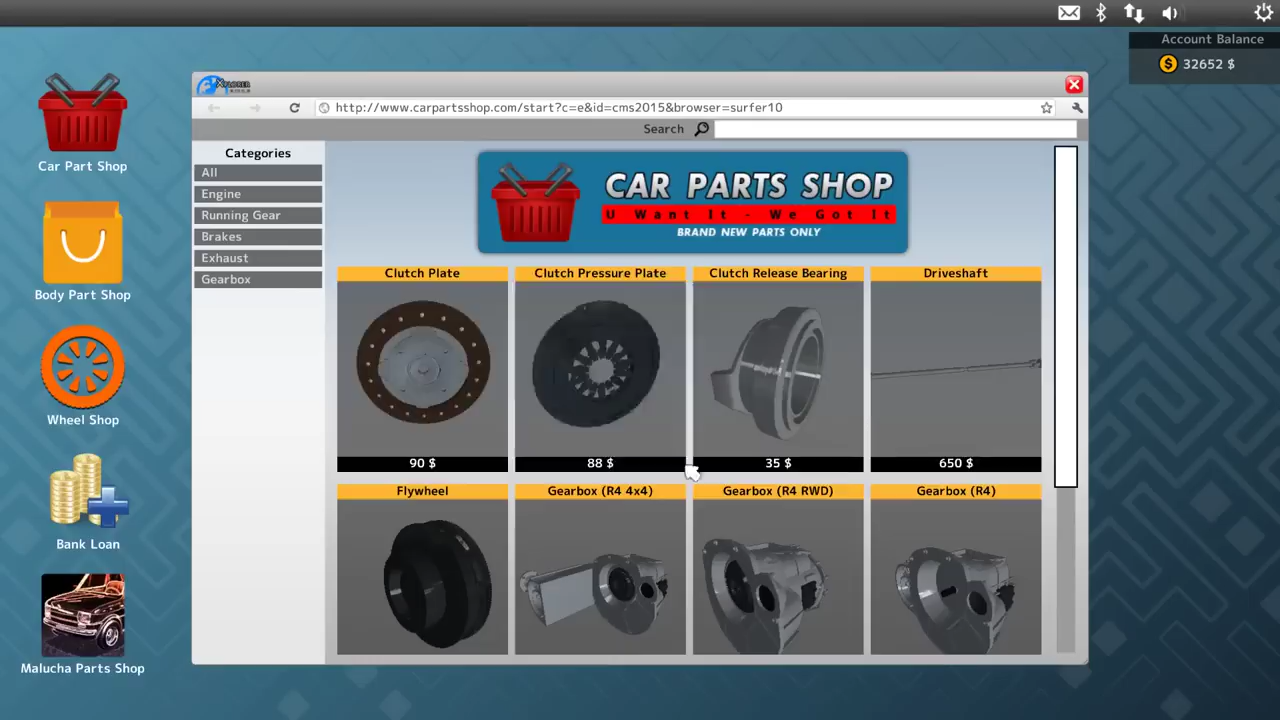 Account Balance
$ 32652 $
XPLORER
http://www.carpartsshop.com/start?c=e&id=cms2015&browser=surfer10
Search
Categories
All
Engine
Running Gear
Brakes
Exhaust
Gearbox
CAR PARTS SHOP
U Want It - We Got It
BRAND NEW PARTS ONLY
Clutch Plate
Clutch Pressure Plate
Clutch Release Bearing
Driveshaft
90 $
88 $
35 $
650 $
Flywheel
Gearbox (R4 4x4)
Gearbox (R4 RWD)
Gearbox (R4)
Car Part Shop
Body Part Shop
Wheel Shop
Bank Loan
Malucha Parts Shop